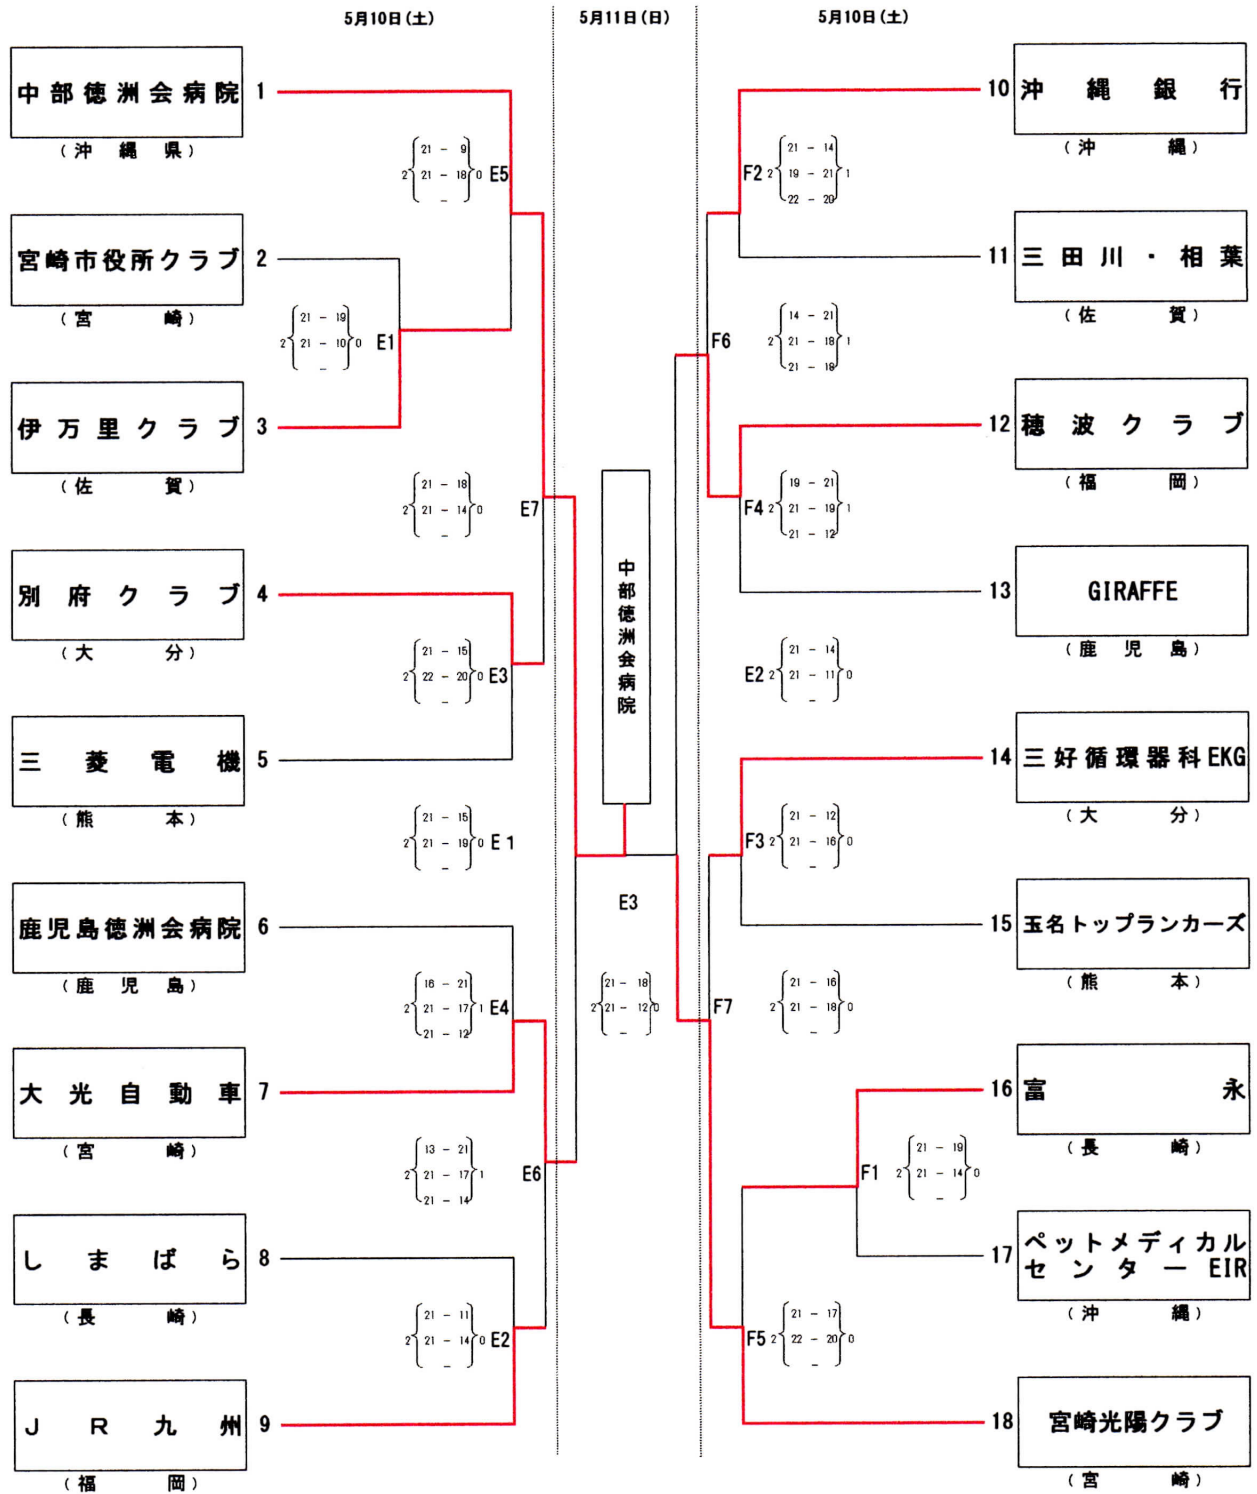 5月10日(土)
5月11日(日)
5月10日(土)
中部徳洲会病院 1
(沖縄県)
21 - 9
2 21 - 18 0 E5
-
宮崎市役所クラブ 2
(宮崎)
21 - 19
2 21 - 10 0 E1
-
伊万里クラブ 3
(佐賀)
21 - 18
2 21 - 14 0 E7
-
別府クラブ 4
(大分)
21 - 15
2 22 - 20 0 E3
-
三菱電機 5
(熊本)
21 - 15
2 21 - 19 0 E1
-
鹿児島徳洲会病院 6
(鹿児島)
16 - 21
2 21 - 17 1 E4
21 - 12
大光自動車 7
(宮崎)
13 - 21
2 21 - 17 1 E6
21 - 14
しまばら 8
(長崎)
21 - 11
2 21 - 14 0 E2
-
JR九州 9
(福岡)
中部徳洲会病院
E3
21 - 18
2 21 - 12 0
-
10 沖縄銀行
(沖縄)
21 - 14
F2 2 19 - 21 1
22 - 20
11 三田川・相葉
(佐賀)
14 - 21
F6 2 21 - 18 1
21 - 18
12 穂波クラブ
(福岡)
19 - 21
F4 2 21 - 19 1
21 - 12
13 GIRAFFE
(鹿児島)
21 - 14
E2 2 21 - 11 0
-
14 三好循環器科EKG
(大分)
21 - 12
F3 2 21 - 16 0
-
15 玉名トップランカーズ
(熊本)
21 - 16
F7 2 21 - 18 0
-
16 富永
(長崎)
21 - 19
F1 2 21 - 14 0
-
17 ペットメディカル
センターEIR
(沖縄)
21 - 17
F5 2 22 - 20 0
-
18 宮崎光陽クラブ
(宮崎)